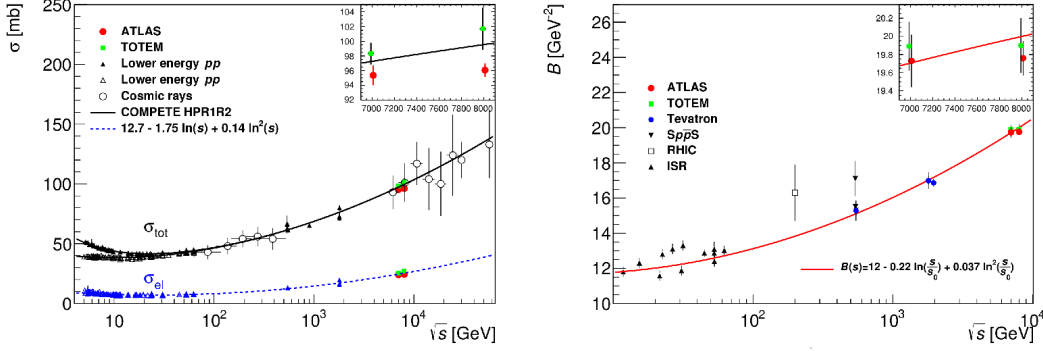 σ [mb]
250
200
150
100
50
0
ATLAS
TOTEM
Lower energy pp
Lower energy pp
Cosmic rays
COMPETE HPR1R2
12.7 - 1.75 ln(s) + 0.14 ln²(s)
104
102
100
98
96
94
92
7000 7200 7400 7600 7800 8000
σtot
σel
10 10² 10³ 10⁴
√s [GeV]
B [GeV⁻²]
26
24
22
20
18
16
14
12
10
ATLAS
TOTEM
Tevatron
Spp̅S
RHIC
ISR
20.2
20
19.8
19.6
19.4
7000 7200 7400 7600 7800 8000
B(s)=12 - 0.22 ln(s/s₀) + 0.037 ln²(s/s₀)
10 10² 10³ 10⁴
√s [GeV]